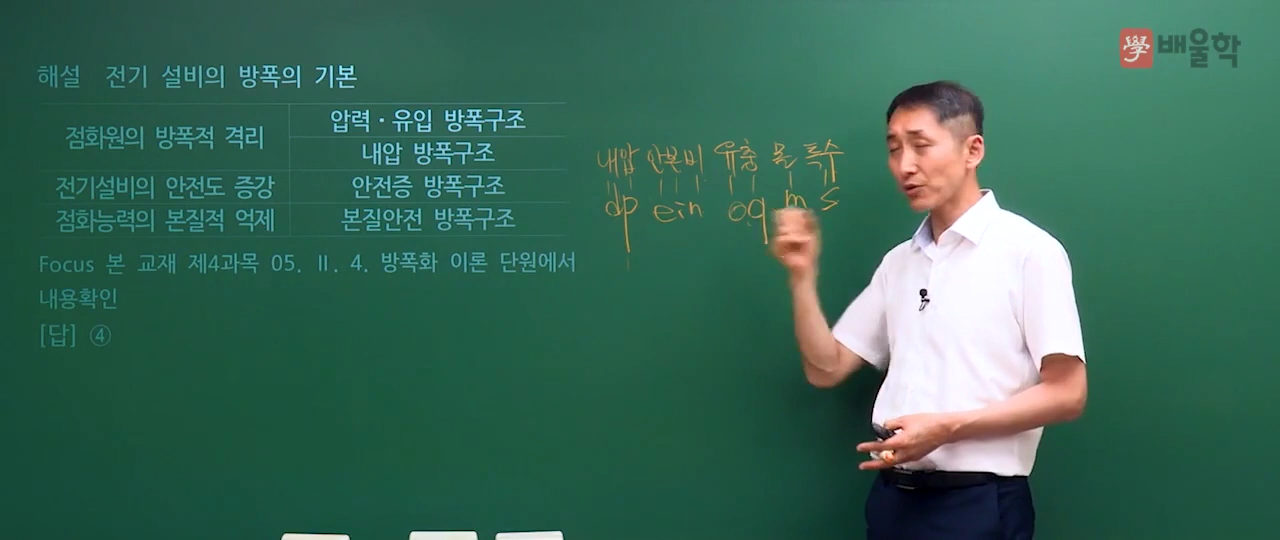 學 배울학
해설 전기 설비의 방폭의 기본
점화원의 방폭적 격리
압력·유입 방폭구조
내압 방폭구조
전기설비의 안전도 증강 안전증 방폭구조
점화능력의 본질적 억제 본질안전 방폭구조
Focus 본 교재 제4과목 05. Ⅱ. 4. 방폭화 이론 단원에서
내용확인
[답] ④
내압 안본비 유충 몰 특수
dp ein oq m s